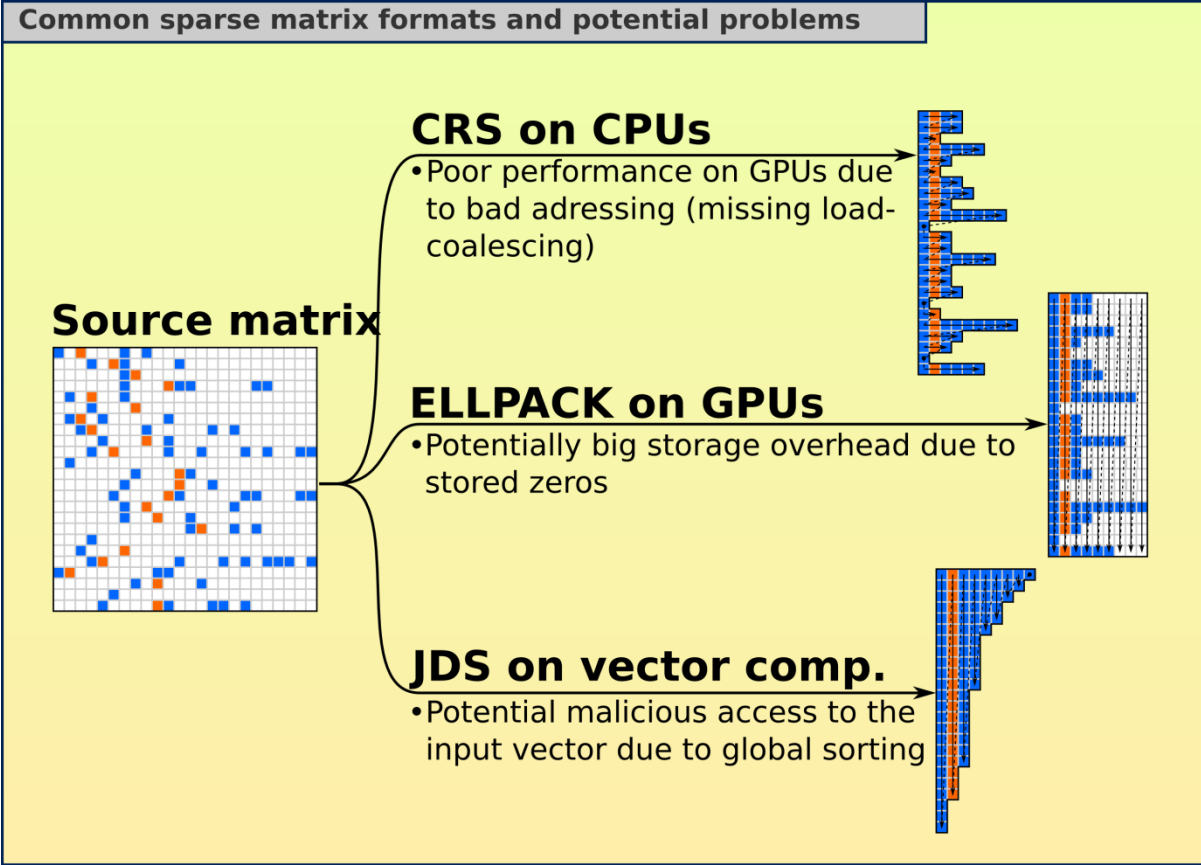 Common sparse matrix formats and potential problems
CRS on CPUs
•Poor performance on GPUs due
to bad adressing (missing load-
coalescing)
Source matrix
ELLPACK on GPUs
•Potentially big storage overhead due to
stored zeros
JDS on vector comp.
•Potential malicious access to the
input vector due to global sorting